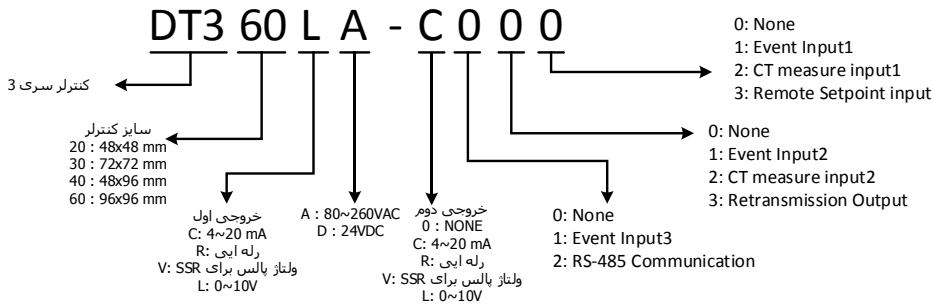 DT3 60 L A - C 0 0 0
کنترلر سری 3
سایز کنترلر
20 : 48x48 mm
30 : 72x72 mm
40 : 48x96 mm
60 : 96x96 mm
خروجی اول
C: 4~20 mA
R: رله ایی
V: SSR ولتاژ پالس برای
L: 0~10V
A : 80~260VAC
D : 24VDC
خروجی دوم
0 : NONE
C: 4~20 mA
R: رله ایی
V: SSR ولتاژ پالس برای
L: 0~10V
0: None
1: Event Input3
2: RS-485 Communication
0: None
1: Event Input2
2: CT measure input2
3: Retransmission Output
0: None
1: Event Input1
2: CT measure input1
3: Remote Setpoint input